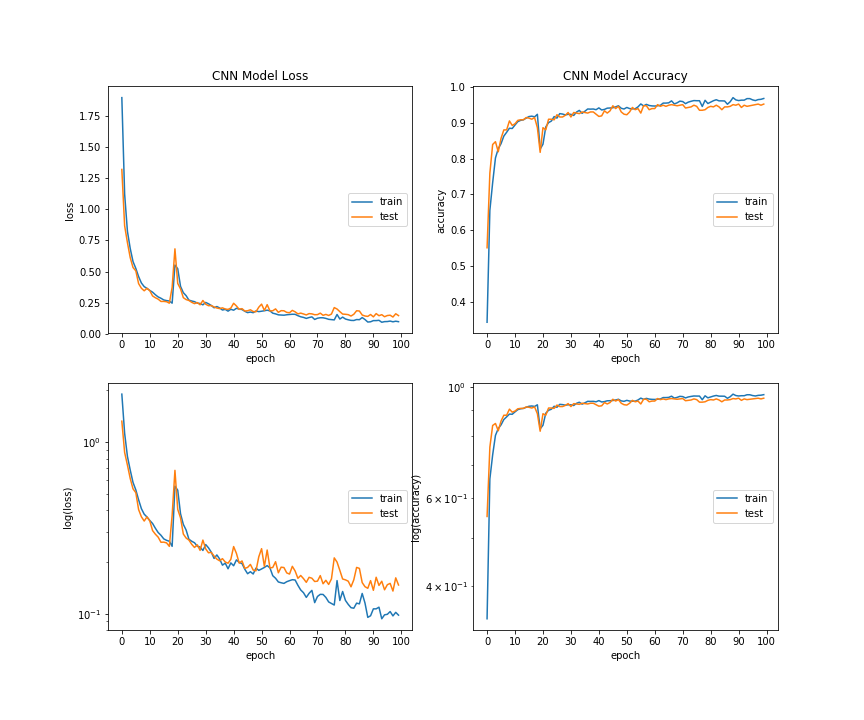 CNN Model Loss
1.75
1.50
1.25
1.00
0.75
0.50
0.25
0.00
loss
train
test
0 10 20 30 40 50 60 70 80 90 100
epoch
CNN Model Accuracy
1.0
0.9
0.8
0.7
0.6
0.5
0.4
accuracy
train
test
0 10 20 30 40 50 60 70 80 90 100
epoch
10⁰
10⁻¹
log(loss)
train
test
0 10 20 30 40 50 60 70 80 90 100
epoch
10⁰
6 × 10⁻¹
4 × 10⁻¹
log(accuracy)
train
test
0 10 20 30 40 50 60 70 80 90 100
epoch